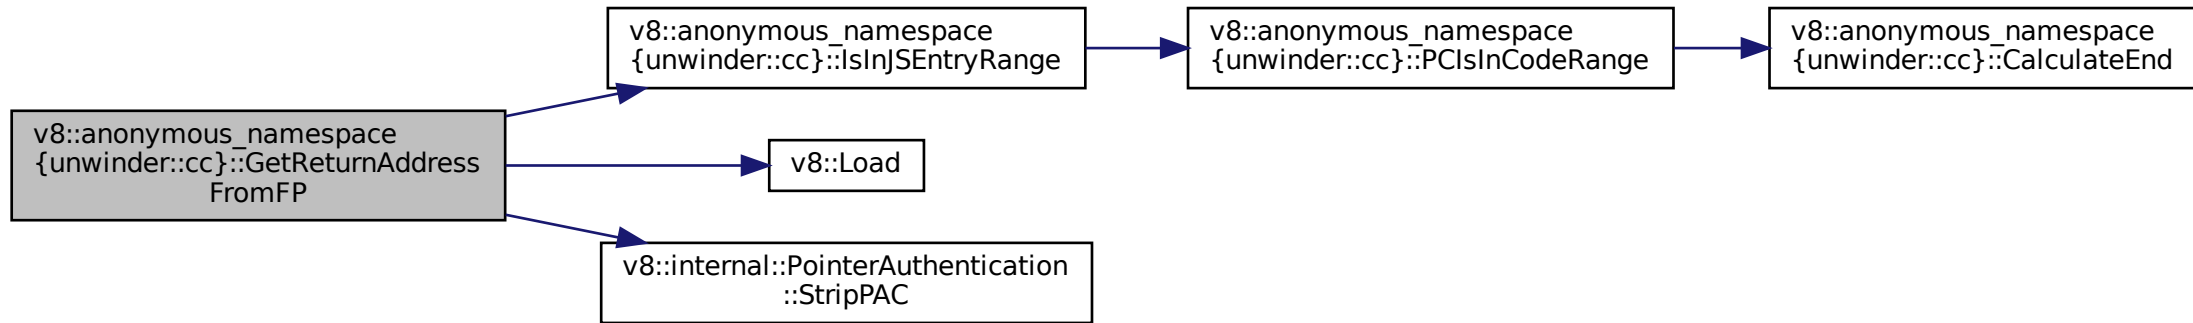 v8::anonymous_namespace
{unwinder::cc}::GetReturnAddress
FromFP
v8::anonymous_namespace
{unwinder::cc}::IsInJSEntryRange
v8::anonymous_namespace
{unwinder::cc}::PCIsInCodeRange
v8::anonymous_namespace
{unwinder::cc}::CalculateEnd
v8::Load
v8::internal::PointerAuthentication
::StripPAC